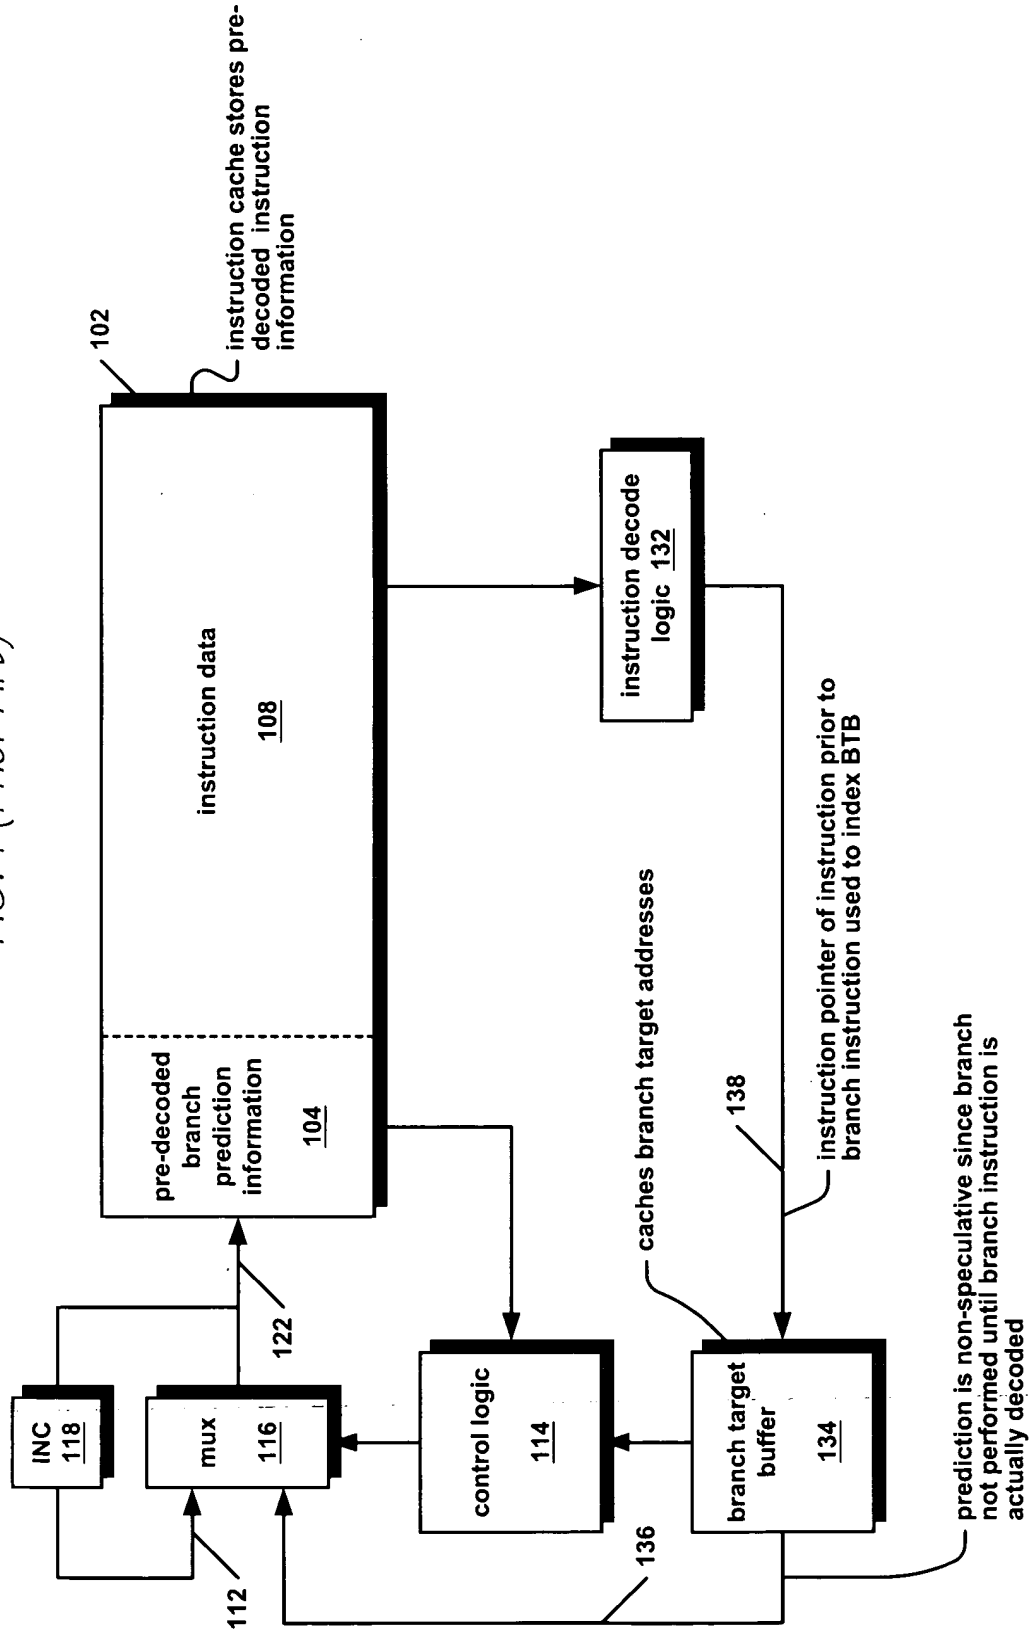 FIG. 1 (Prior Art)
INC
118
112
mux
116
122
pre-decoded
branch
prediction
information
104
instruction data
108
102
instruction cache stores pre-
decoded instruction
information
control logic
114
instruction decode
logic 132
136
branch target
buffer
134
caches branch target addresses
138
instruction pointer of instruction prior to
branch instruction used to index BTB
prediction is non-speculative since branch
not performed until branch instruction is
actually decoded